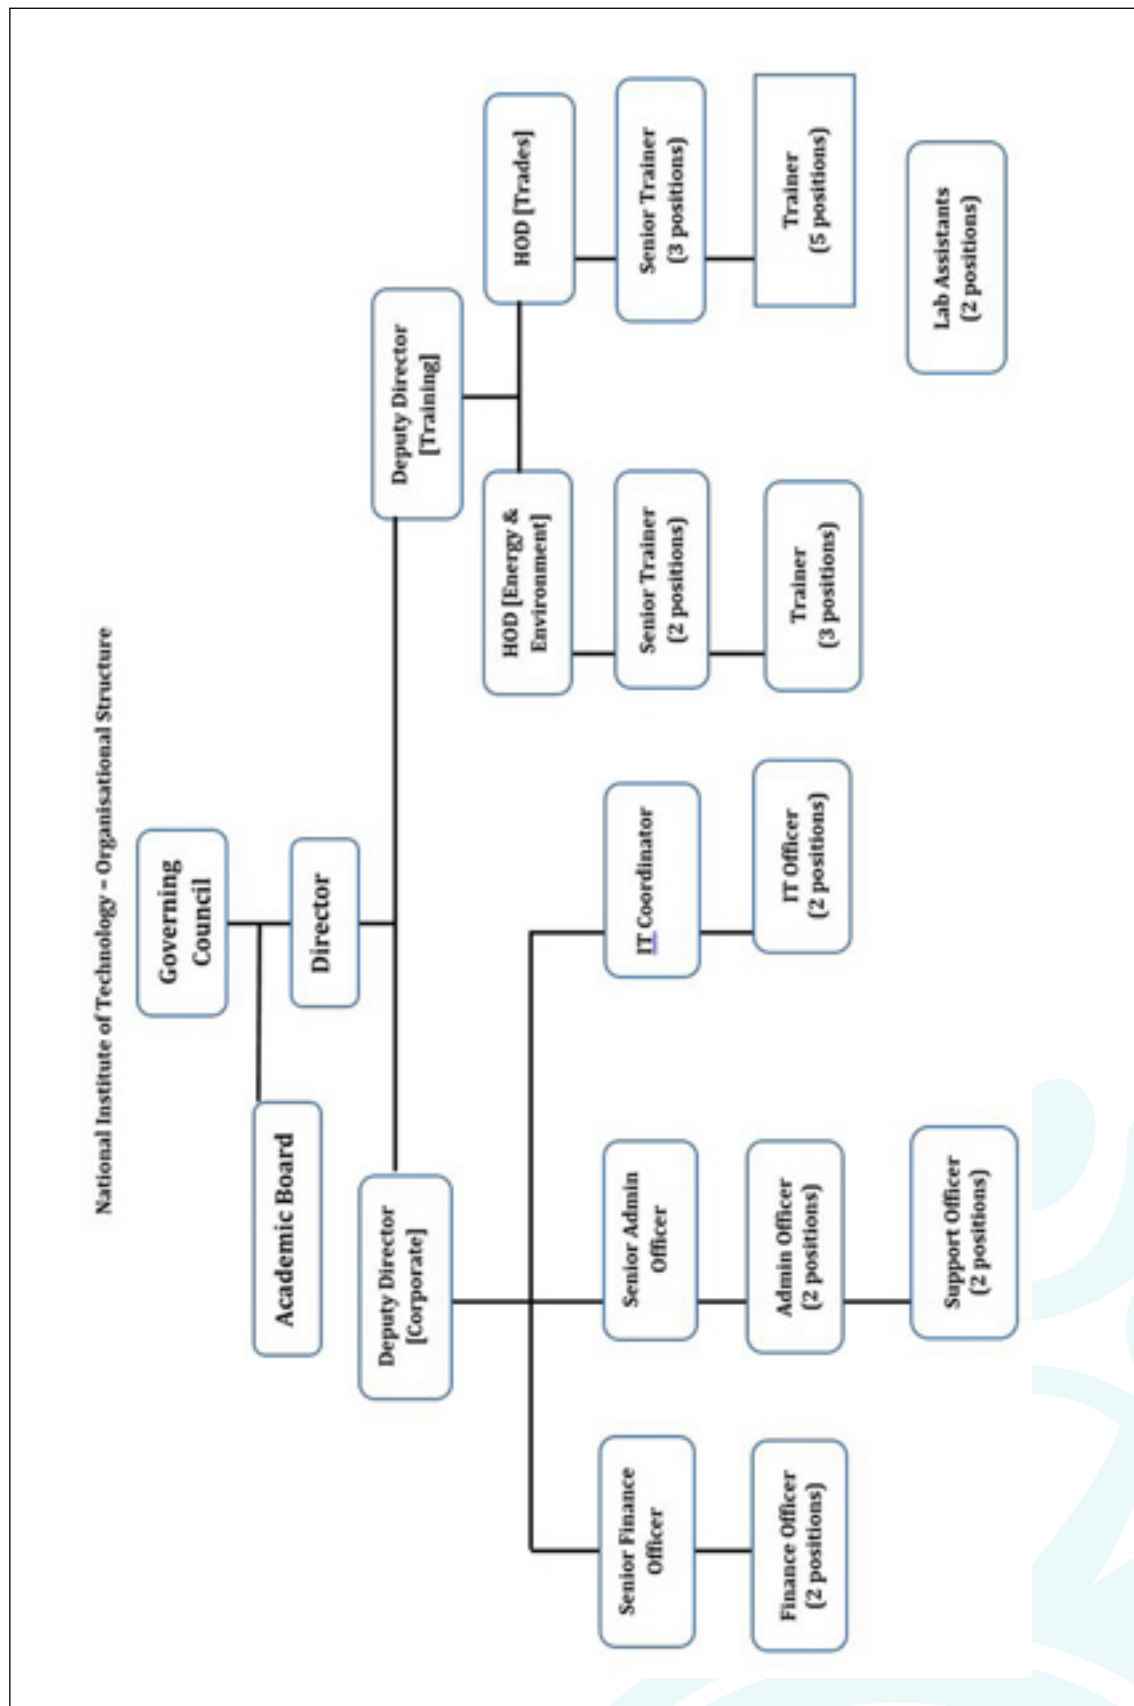 National Institute of Technology – Organisational Structure
Governing
Council
Academic Board
Director
Deputy Director
[Corporate]
Deputy Director
[Training]
HOD [Energy &
Environment]
HOD [Trades]
Senior Finance
Officer
Senior Admin
Officer
IT Coordinator
Senior Trainer
(2 positions)
Senior Trainer
(3 positions)
Finance Officer
(2 positions)
Admin Officer
(2 positions)
IT Officer
(2 positions)
Trainer
(3 positions)
Trainer
(5 positions)
Support Officer
(2 positions)
Lab Assistants
(2 positions)